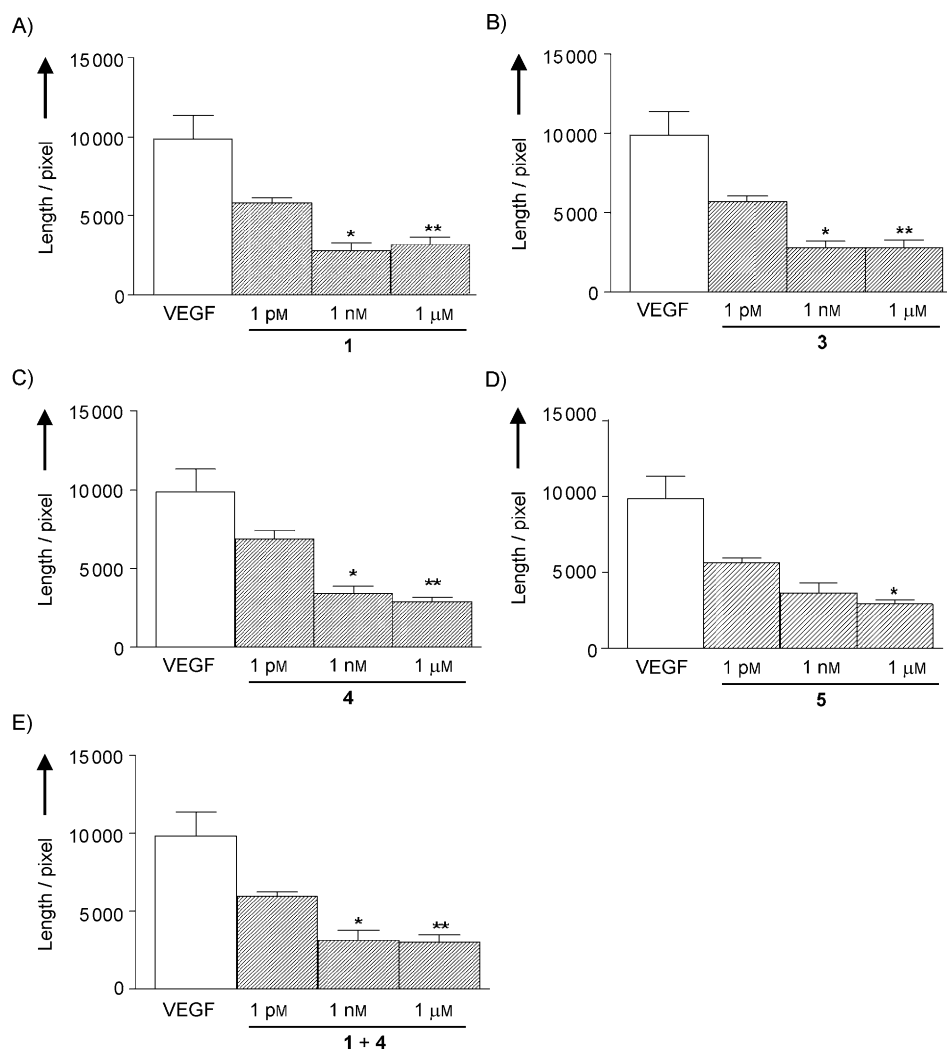 A)
15 000
10 000
5000
0
Length / pixel
*
**
VEGF 1 pM 1 nM 1 μM
1
B)
15 000
10 000
5000
0
Length / pixel
*
**
VEGF 1 pM 1 nM 1 μM
3
C)
15 000
10 000
5000
0
Length / pixel
*
**
VEGF 1 pM 1 nM 1 μM
4
D)
15 000
10 000
5000
0
Length / pixel
*
VEGF 1 pM 1 nM 1 μM
5
E)
15 000
10 000
5000
0
Length / pixel
*
**
VEGF 1 pM 1 nM 1 μM
1 + 4